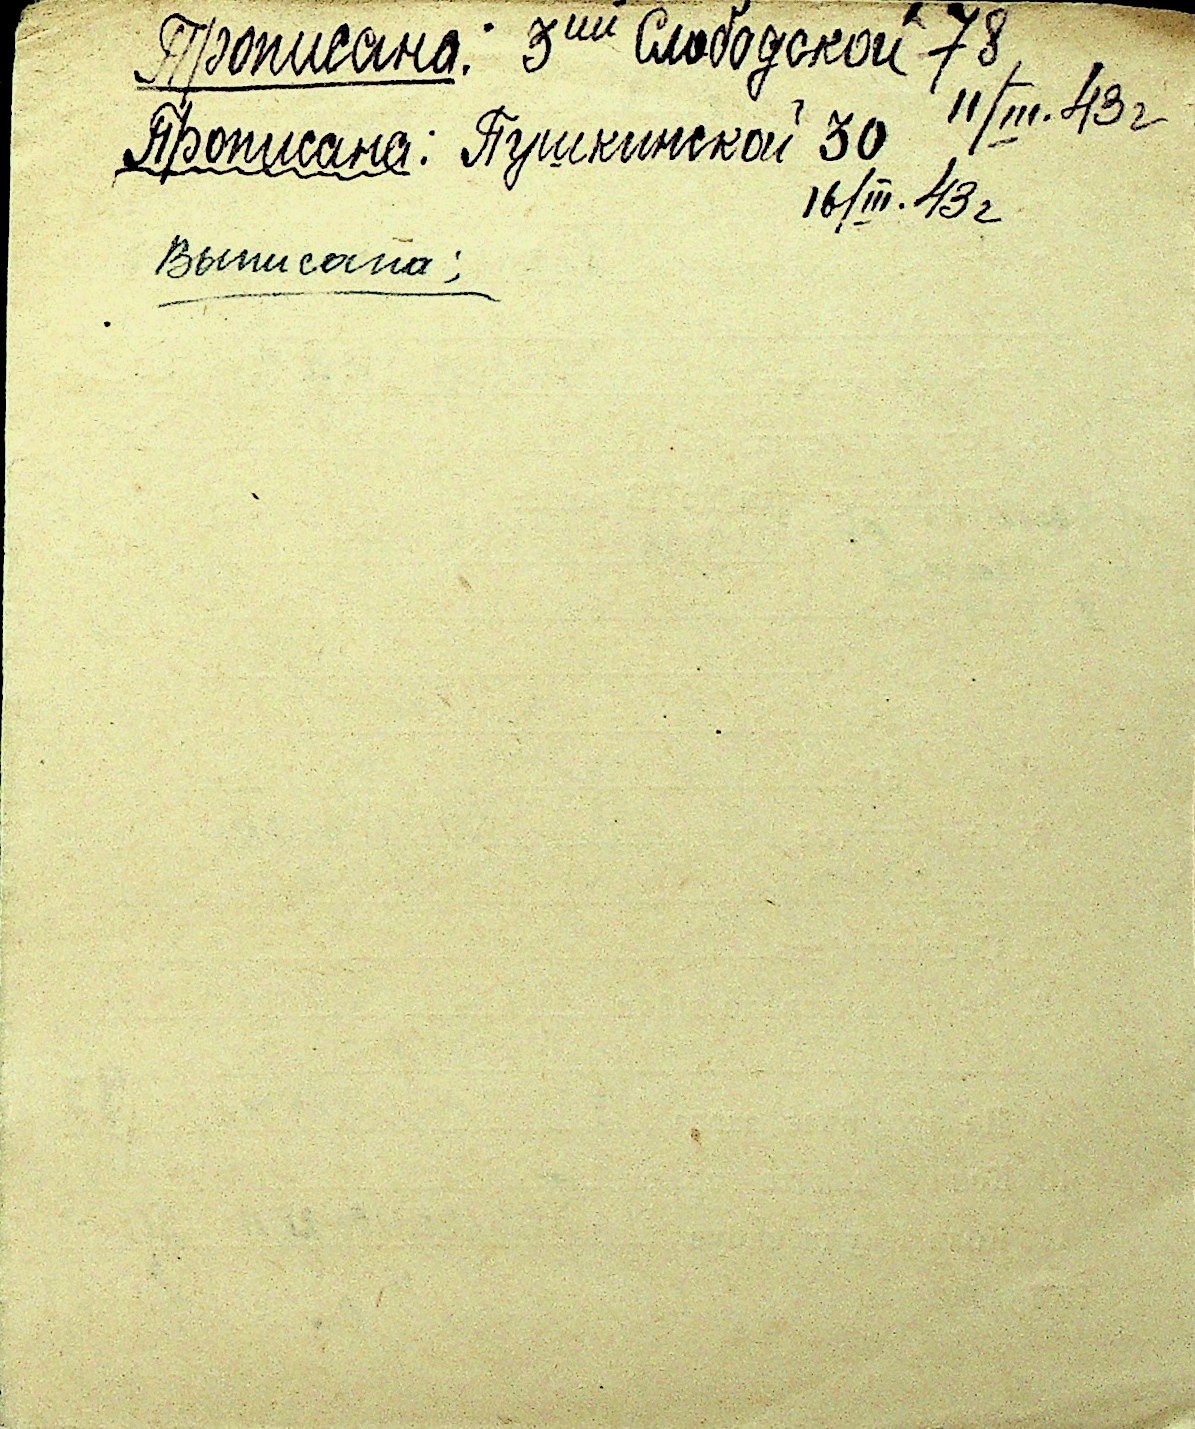 Прописана: 3ий Слободской 78
11/III. 43г
Прописана: Пушкинской 30
16/III. 43г
Выписана: